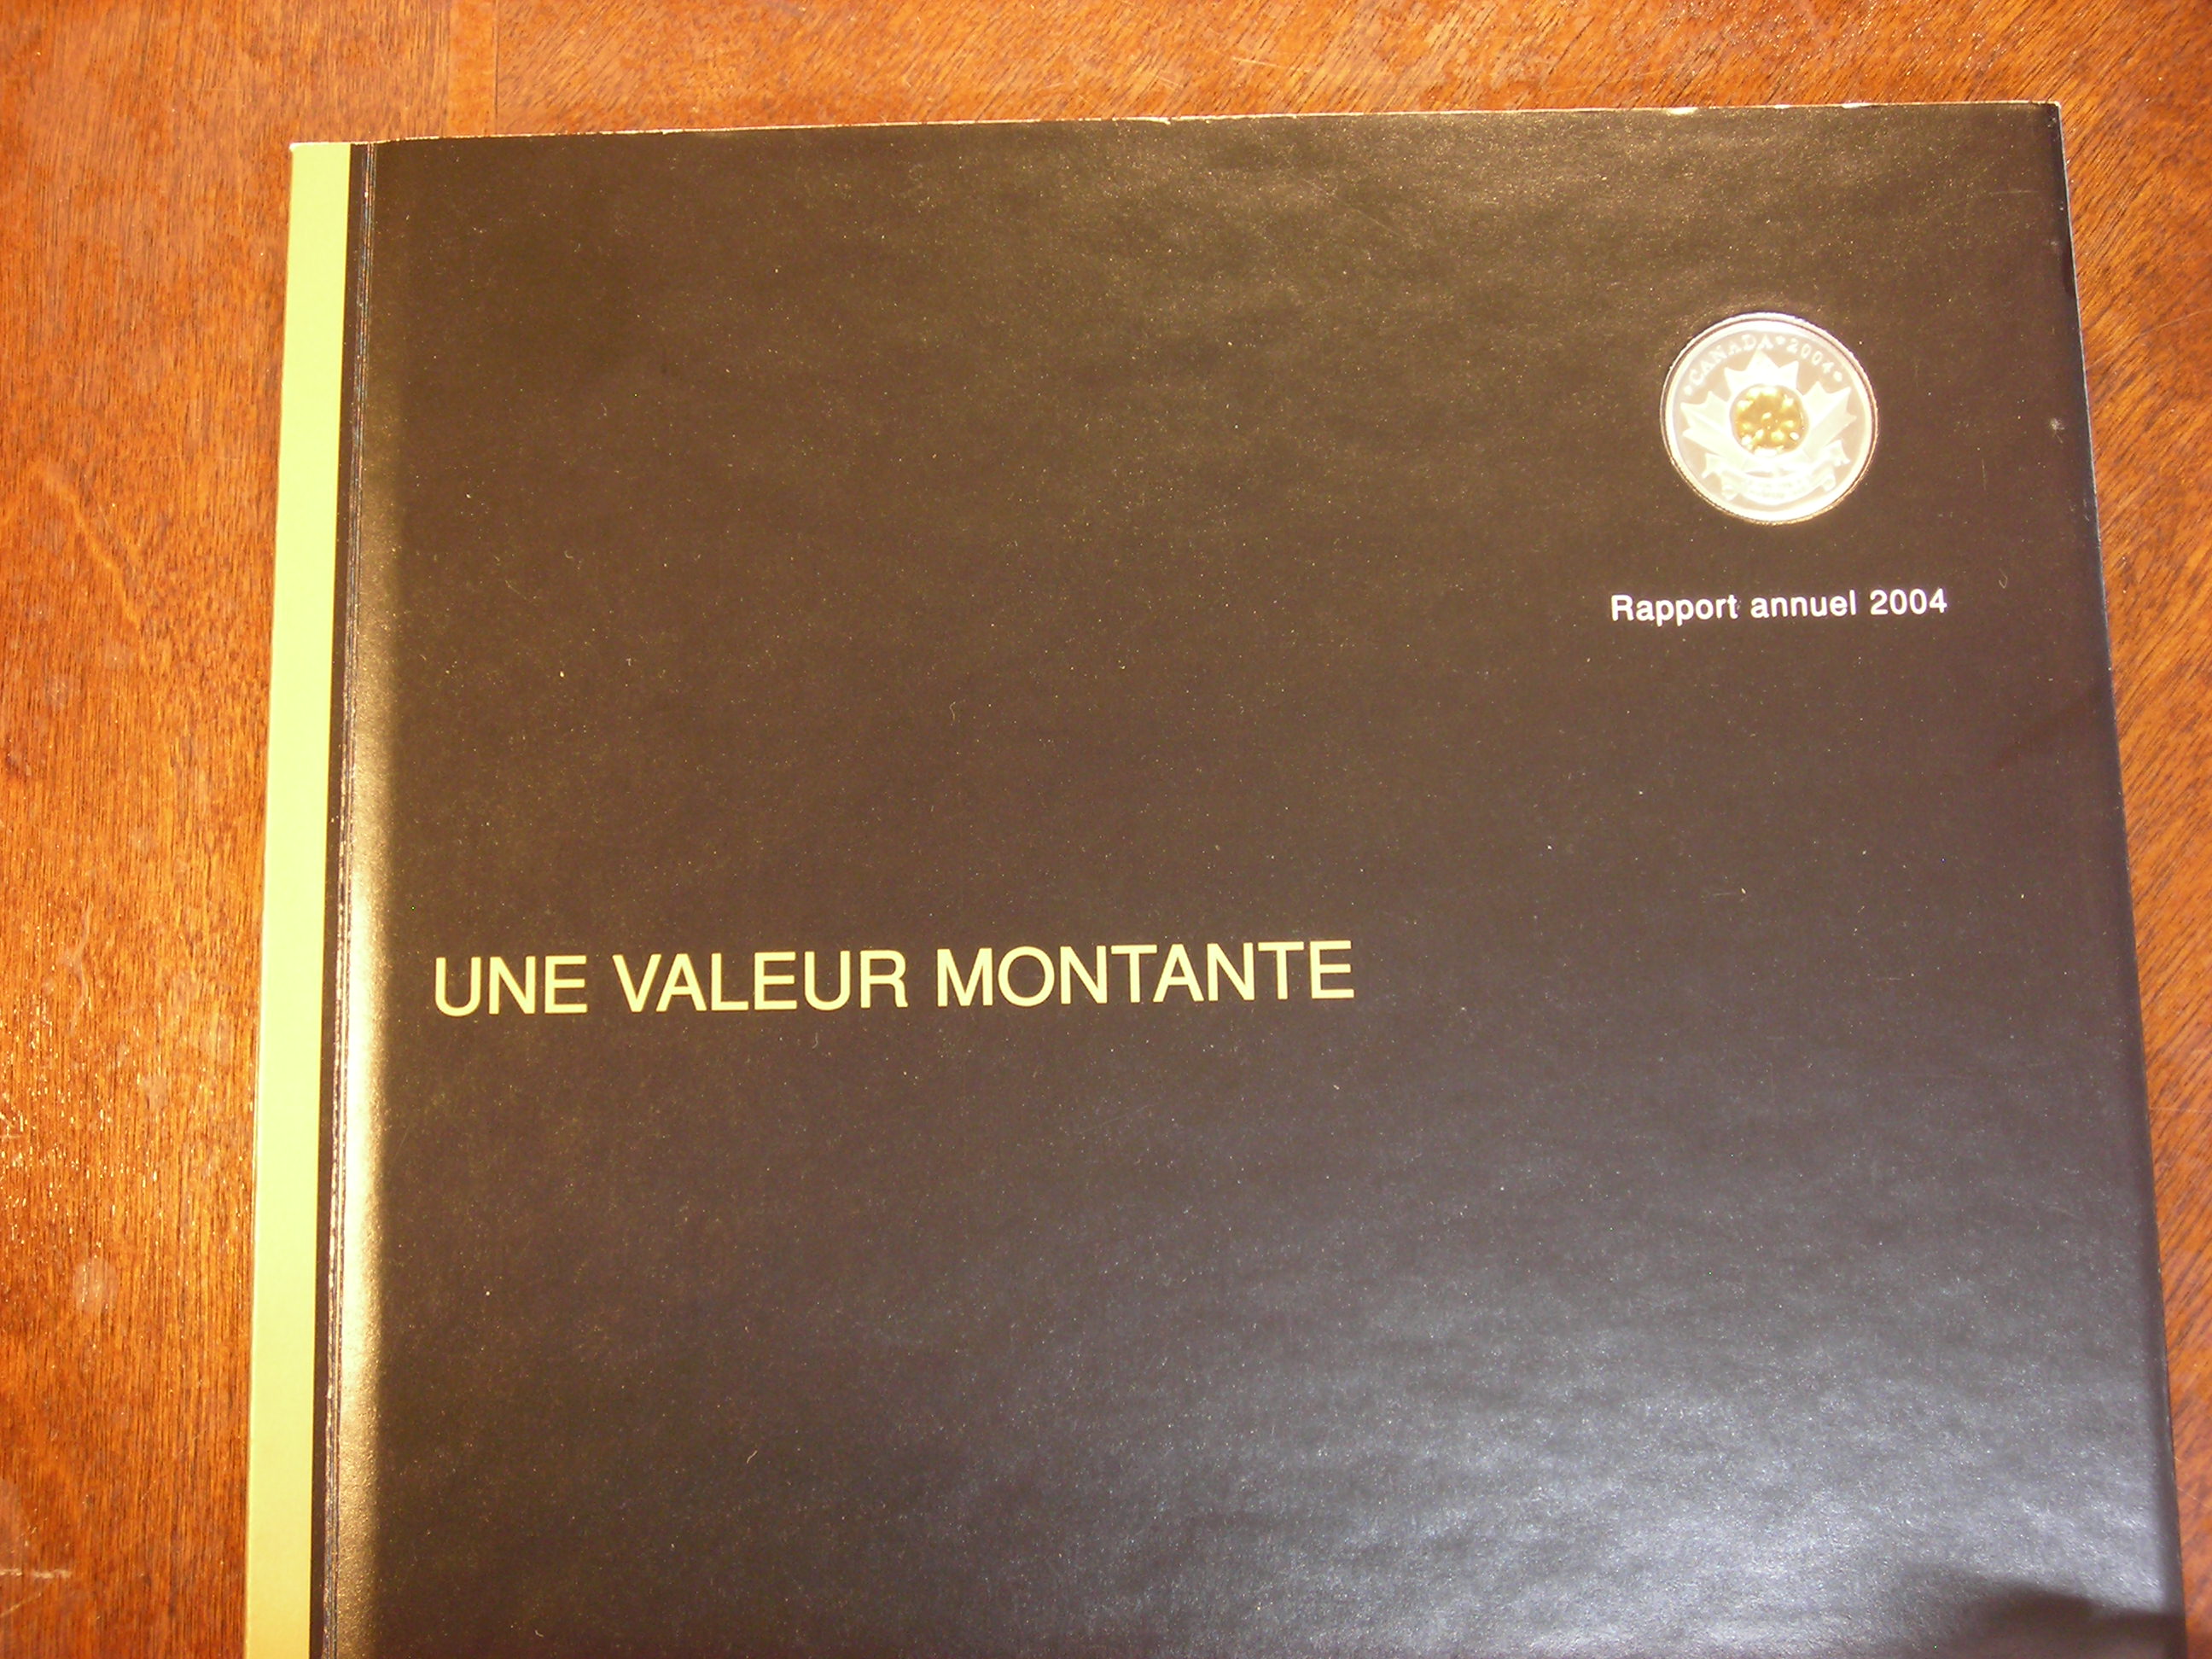 CANADA 2004
Rapport annuel 2004
UNE VALEUR MONTANTE